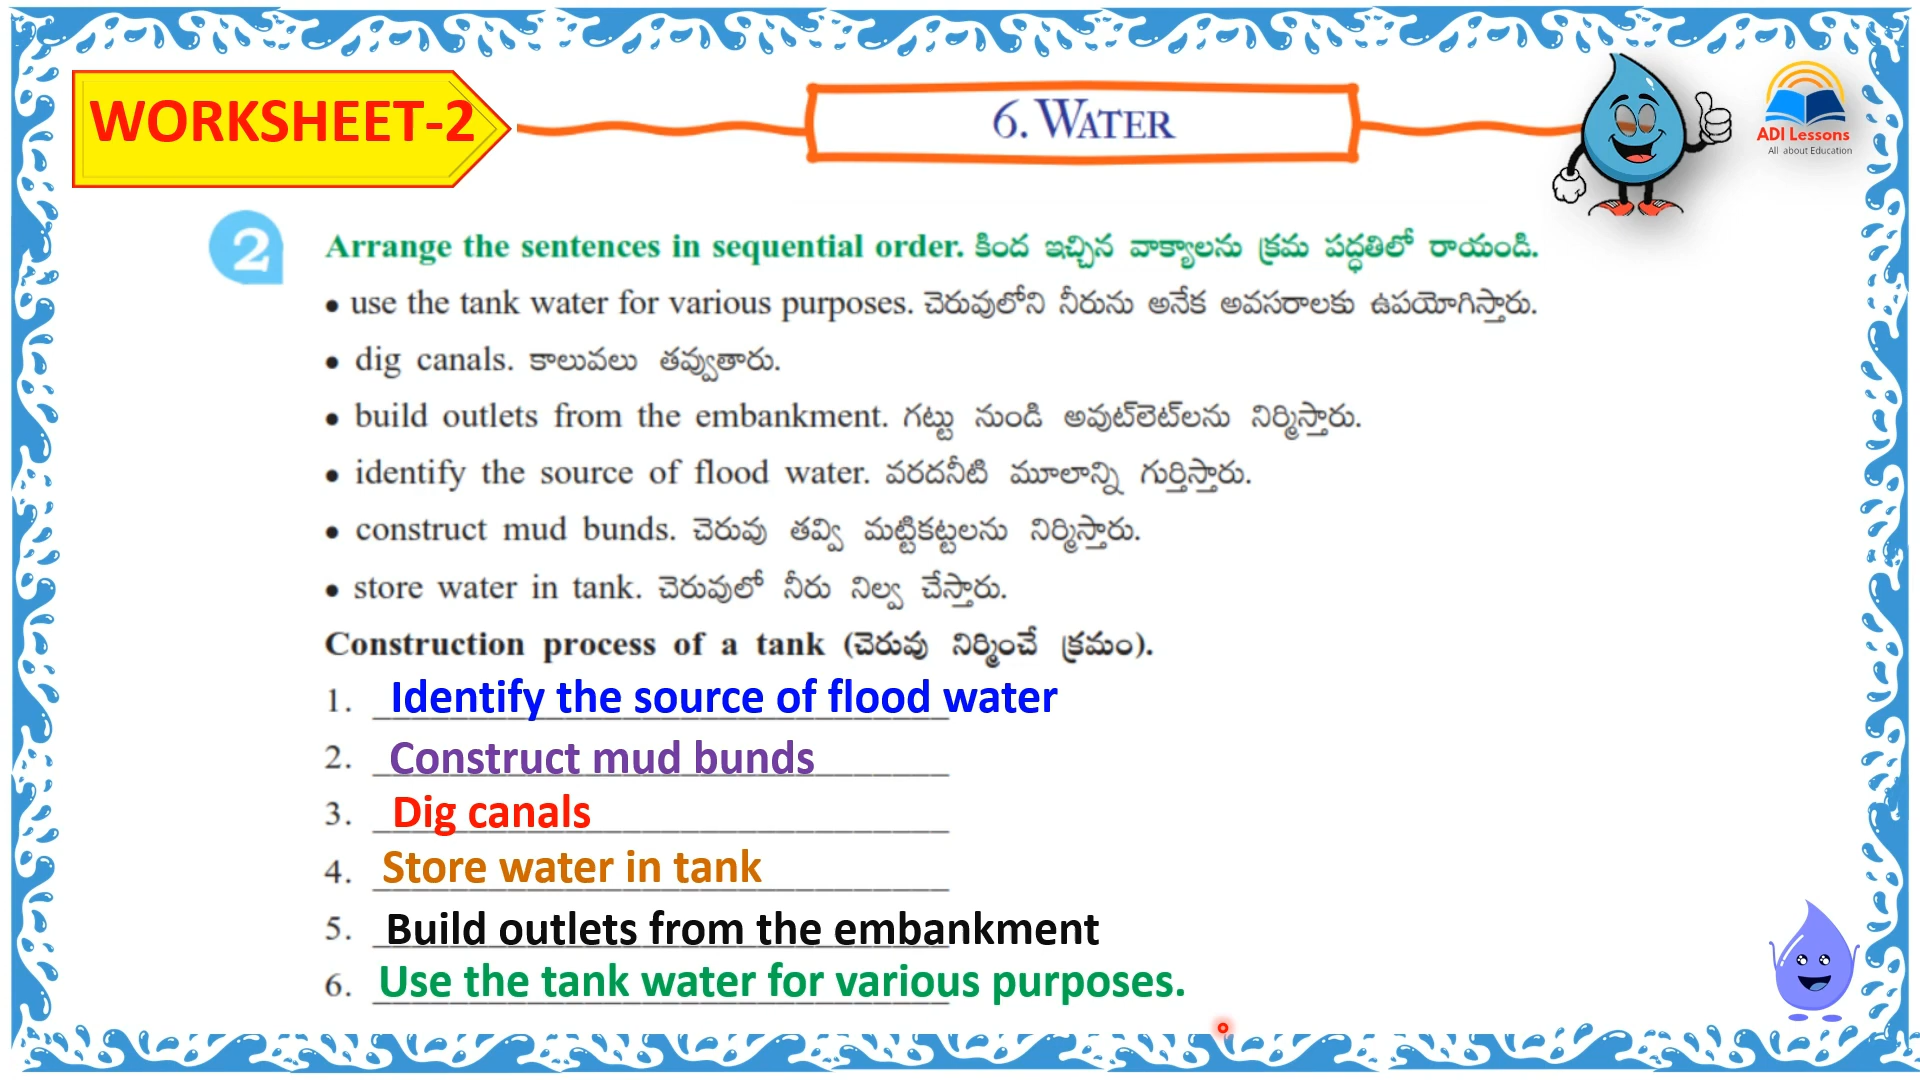 WORKSHEET-2
6. WATER
ADI Lessons
All about Education
2
Arrange the sentences in sequential order. కింద ఇచ్చిన వాక్యాలను క్రమ పద్ధతిలో రాయండి.
• use the tank water for various purposes. చెరువులోని నీరును అనేక అవసరాలకు ఉపయోగిస్తారు.
• dig canals. కాలువలు తవ్వుతారు.
• build outlets from the embankment. గట్టు నుండి అవుట్‌లెట్‌లను నిర్మిస్తారు.
• identify the source of flood water. వరదనీటి మూలాన్ని గుర్తిస్తారు.
• construct mud bunds. చెరువు తవ్వి మట్టికట్టలను నిర్మిస్తారు.
• store water in tank. చెరువులో నీరు నిల్వ చేస్తారు.
Construction process of a tank (చెరువు నిర్మించే క్రమం).
1. Identify the source of flood water
2. Construct mud bunds
3. Dig canals
4. Store water in tank
5. Build outlets from the embankment
6. Use the tank water for various purposes.